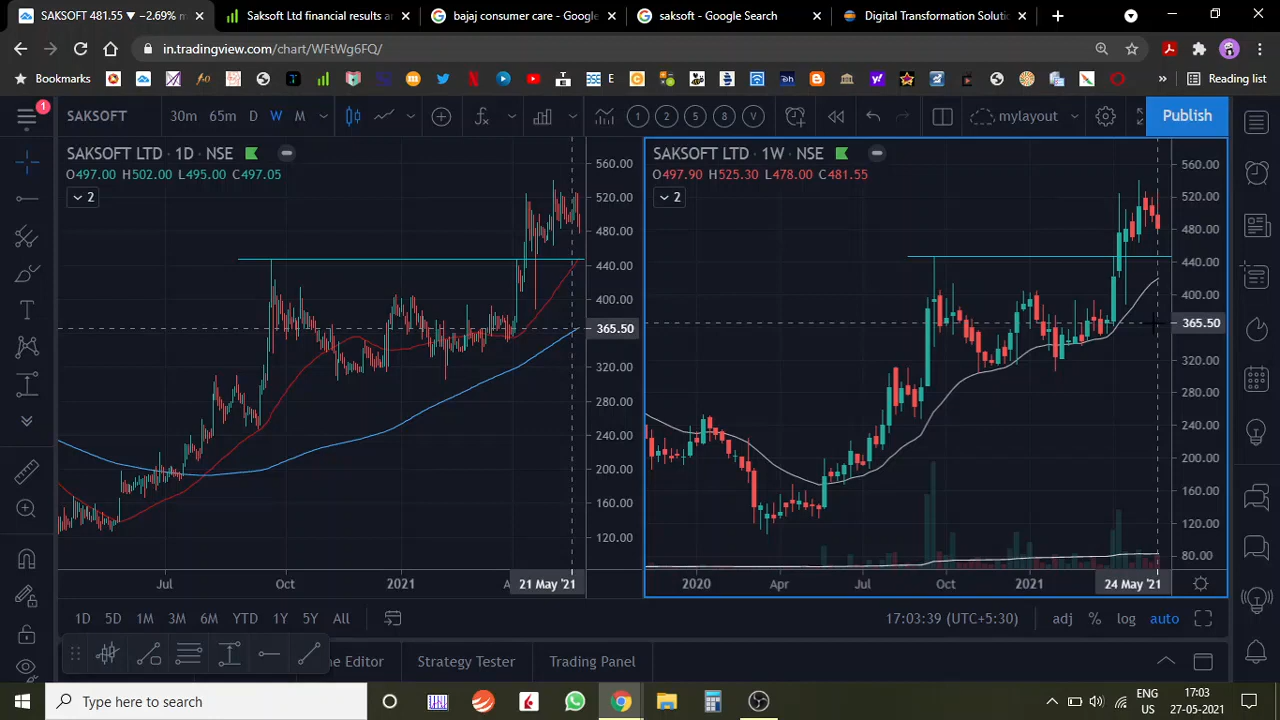 SAKSOFT 481.55 ▼ −2.69% m
Saksoft Ltd financial results a
bajaj consumer care - Google
saksoft - Google Search
Digital Transformation Soluti
in.tradingview.com/chart/WFtWg6FQ/
Bookmarks
Reading list
1
SAKSOFT
30m 65m D W M
1 2 5 8 V
mylayout
Publish
SAKSOFT LTD · 1D · NSE
O497.00 H502.00 L495.00 C497.05
2
560.00
520.00
480.00
440.00
400.00
365.50
320.00
280.00
240.00
200.00
160.00
120.00
Jul Oct 2021 A 21 May '21
SAKSOFT LTD · 1W · NSE
O497.90 H525.30 L478.00 C481.55
2
560.00
520.00
480.00
440.00
400.00
365.50
320.00
280.00
240.00
200.00
160.00
120.00
80.00
2020 Apr Jul Oct 2021 24 May '21
1D 5D 1M 3M 6M YTD 1Y 5Y All
17:03:39 (UTC+5:30)
adj % log auto
ne Editor
Strategy Tester
Trading Panel
Type here to search
ENG
US
17:03
27-05-2021